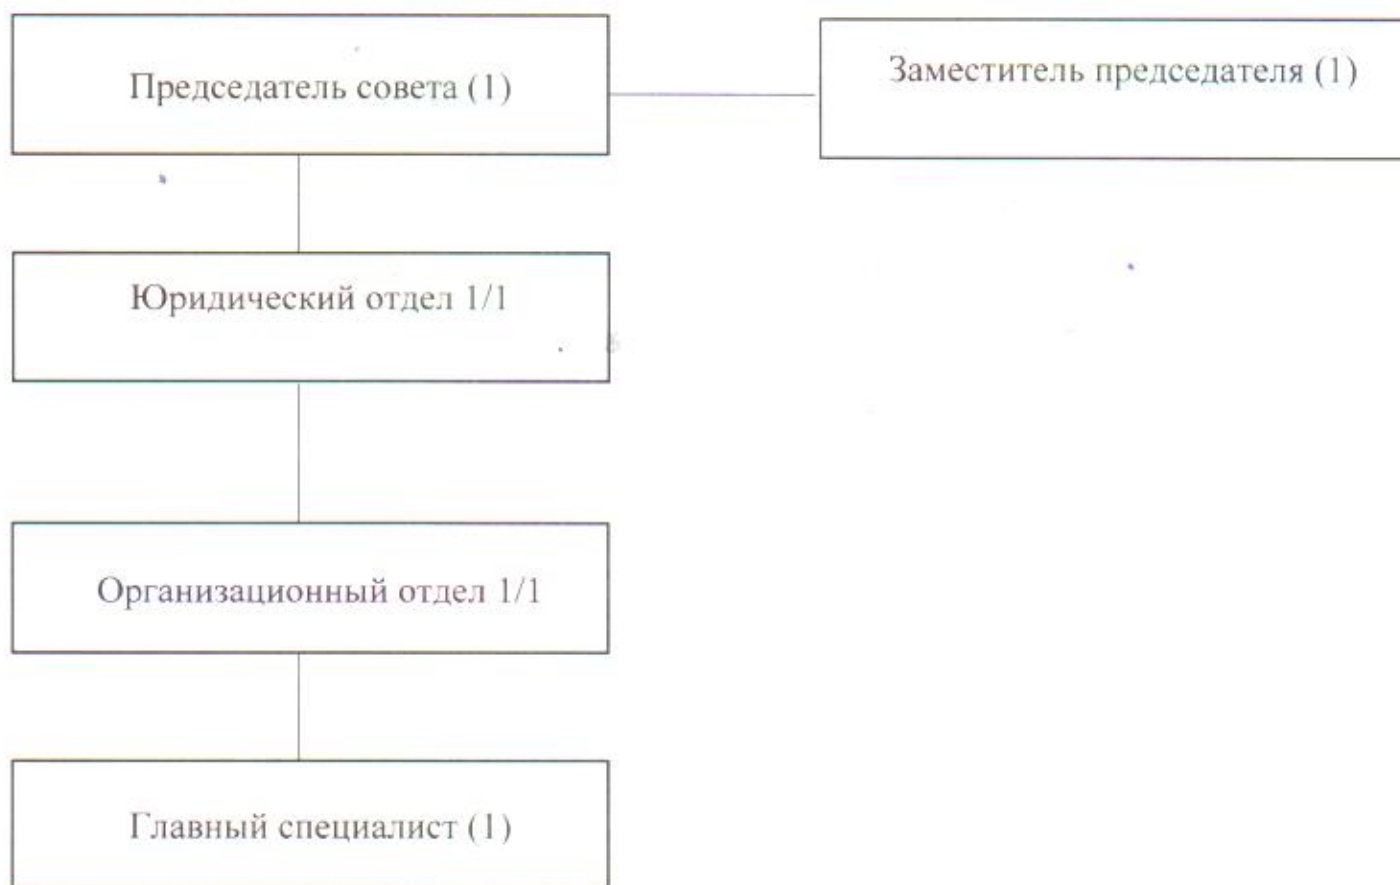 Председатель совета (1)
Заместитель председателя (1)
Юридический отдел 1/1
Организационный отдел 1/1
Главный специалист (1)